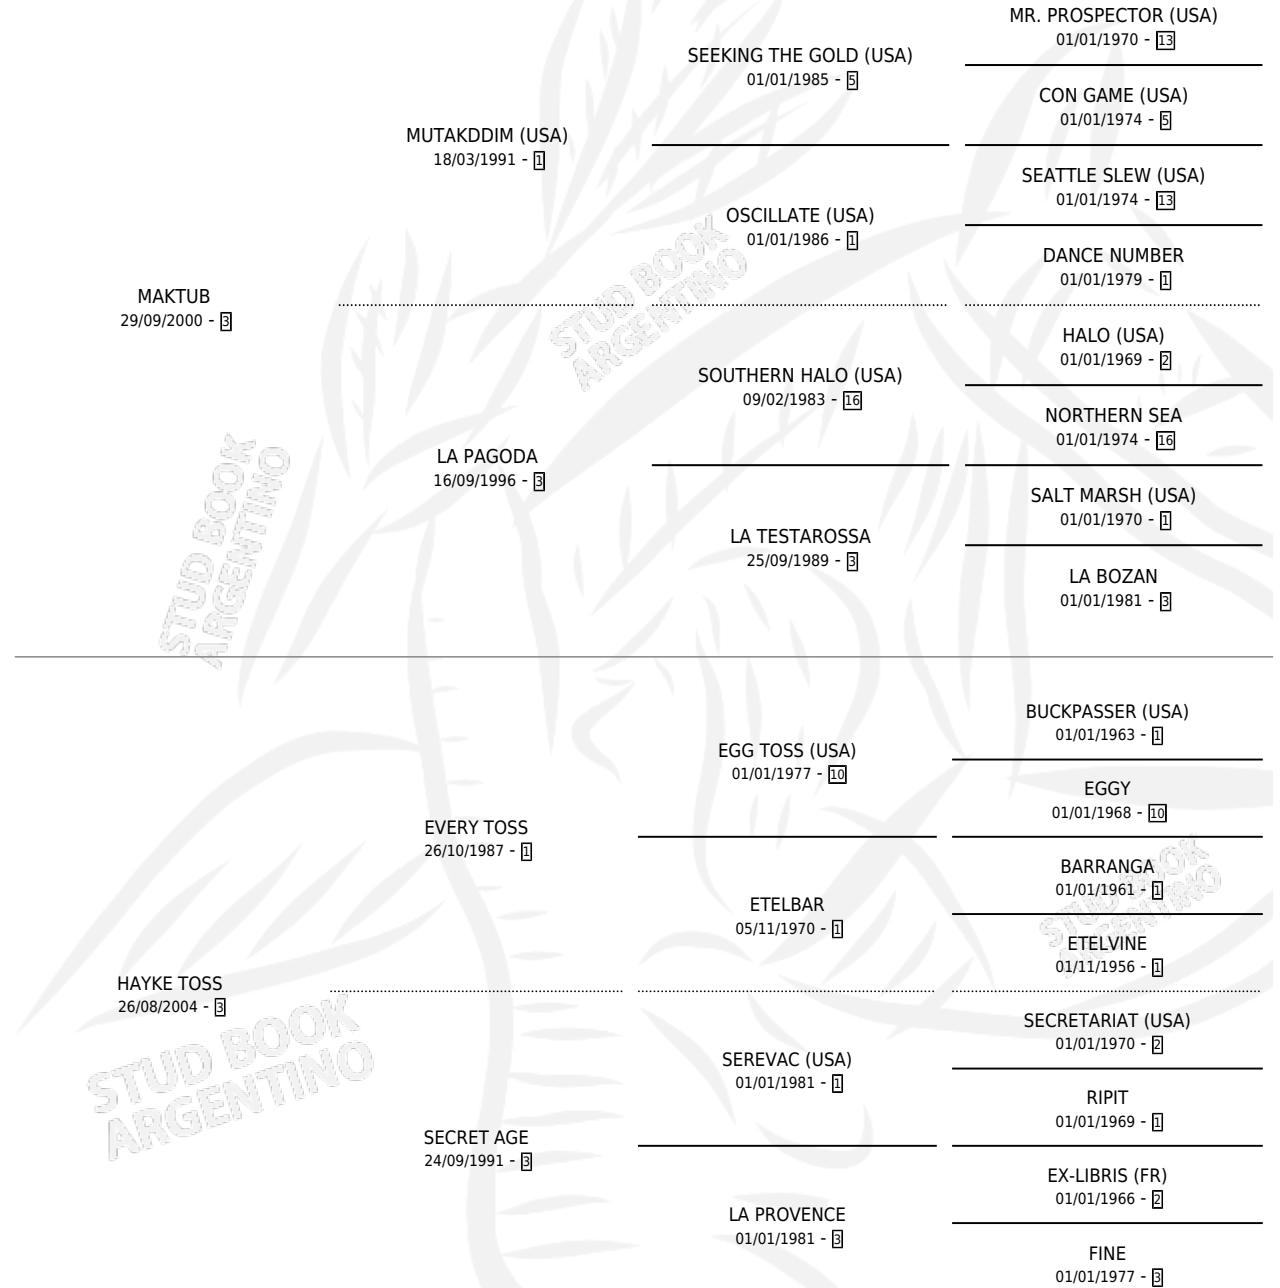 MR. PROSPECTOR (USA)
01/01/1970 - 13
SEEKING THE GOLD (USA)
01/01/1985 - 5
CON GAME (USA)
01/01/1974 - 5
MUTAKDDIM (USA)
18/03/1991 - 1
SEATTLE SLEW (USA)
01/01/1974 - 13
OSCILLATE (USA)
01/01/1986 - 1
DANCE NUMBER
01/01/1979 - 1
MAKTUB
29/09/2000 - 3
STUD BOOK
ARGENTINO
HALO (USA)
01/01/1969 - 2
SOUTHERN HALO (USA)
09/02/1983 - 16
NORTHERN SEA
01/01/1974 - 16
LA PAGODA
16/09/1996 - 3
SALT MARSH (USA)
01/01/1970 - 1
LA TESTAROSSA
25/09/1989 - 3
LA BOZAN
01/01/1981 - 3
STUD BOOK
ARGENTINO
BUCKPASSER (USA)
01/01/1963 - 1
EGG TOSS (USA)
01/01/1977 - 10
EGGY
01/01/1968 - 10
EVERY TOSS
26/10/1987 - 1
BARRANGA
01/01/1961 - 1
ETELBAR
05/11/1970 - 1
STUD BOOK
ARGENTINO
ETELVINE
01/11/1956 - 1
HAYKE TOSS
26/08/2004 - 3
SECRETARIAT (USA)
01/01/1970 - 2
SEREVAC (USA)
01/01/1981 - 1
STUD BOOK
ARGENTINO
RIPIT
01/01/1969 - 1
SECRET AGE
24/09/1991 - 3
EX-LIBRIS (FR)
01/01/1966 - 2
LA PROVENCE
01/01/1981 - 3
FINE
01/01/1977 - 3